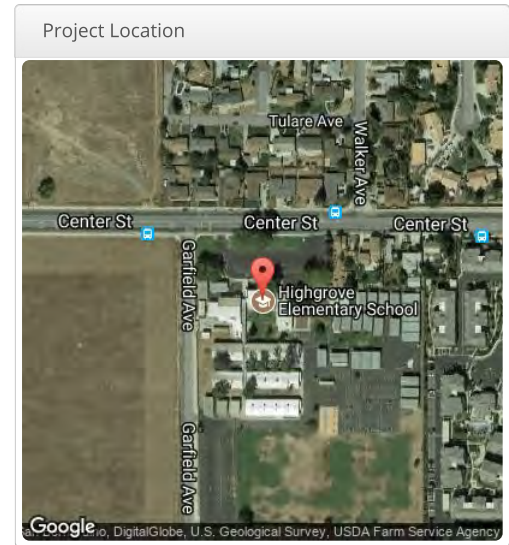 Project Location
Tulare Ave
Walker Ave
Center St
Center St
Center St
Garfield Ave
Highgrove
Elementary School
Garfield Ave
Google
, DigitalGlobe, U.S. Geological Survey, USDA Farm Service Agency